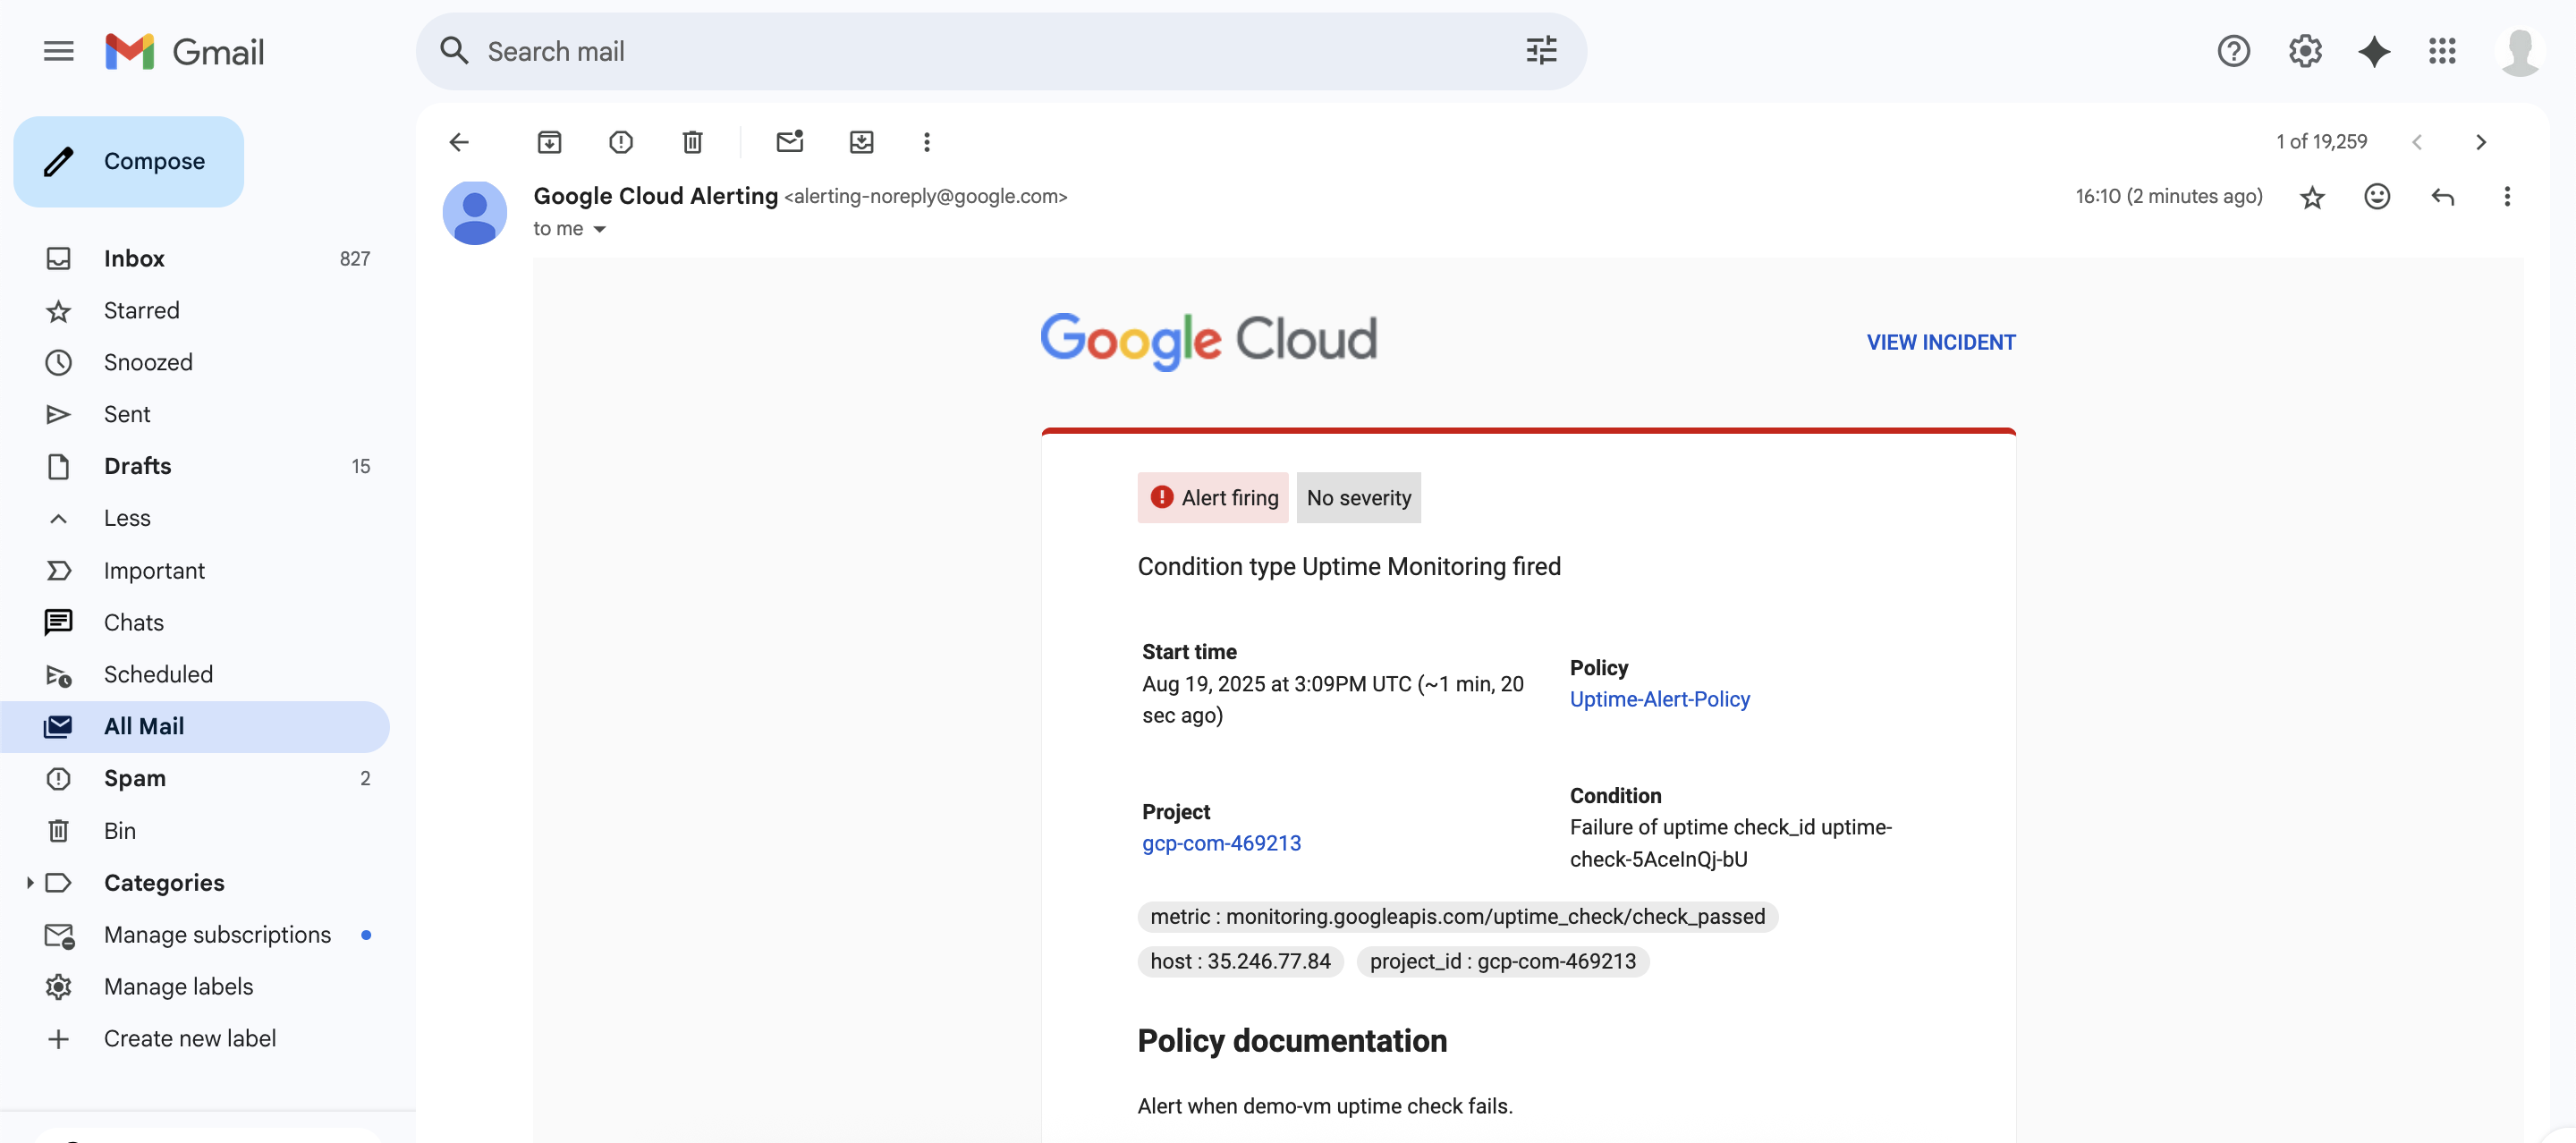 Gmail
Search mail
Compose
Inbox 827
Starred
Snoozed
Sent
Drafts 15
Less
Important
Chats
Scheduled
All Mail
Spam 2
Bin
Categories
Manage subscriptions
Manage labels
Create new label
1 of 19,259
Google Cloud Alerting <alerting-noreply@google.com>
16:10 (2 minutes ago)
to me
Google Cloud
VIEW INCIDENT
Alert firing No severity
Condition type Uptime Monitoring fired
Start time
Aug 19, 2025 at 3:09PM UTC (~1 min, 20
sec ago)
Policy
Uptime-Alert-Policy
Project
gcp-com-469213
Condition
Failure of uptime check_id uptime-
check-5AceInQj-bU
metric : monitoring.googleapis.com/uptime_check/check_passed
host : 35.246.77.84 project_id : gcp-com-469213
Policy documentation
Alert when demo-vm uptime check fails.